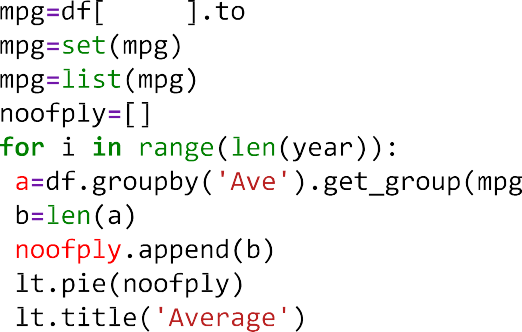 mpg=df[      ].to
mpg=set(mpg)
mpg=list(mpg)
noofply=[]
for i in range(len(year)):
 a=df.groupby('Ave').get_group(mpg
 b=len(a)
 noofply.append(b)
 lt.pie(noofply)
 lt.title('Average')